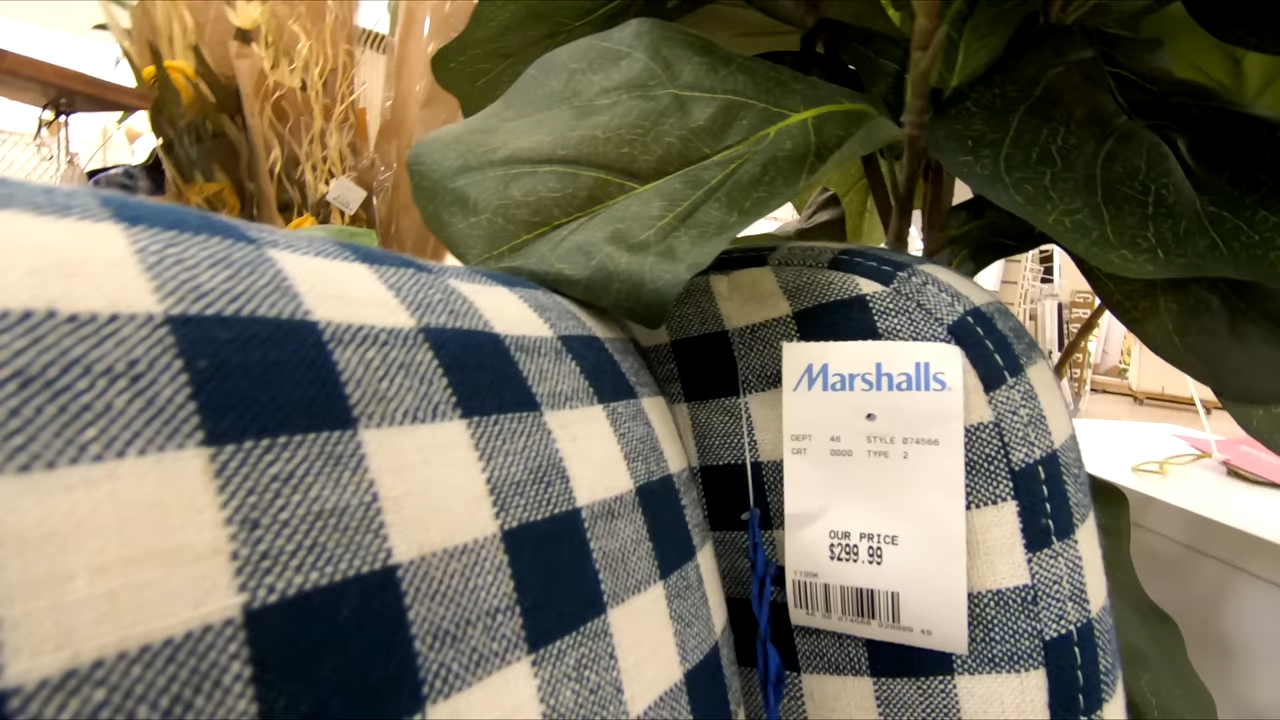 Marshalls
DEPT 46 STYLE 074566
CAT 0000 TYPE 2
OUR PRICE
$299.99